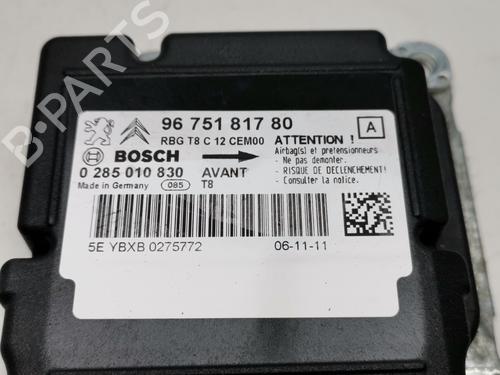 B-PARTS
96 751 817 80
RBG T8 C 12 CEM00
ATTENTION !
A
BOSCH
Airbag(s) et pretensionneurs
- Ne pas demonter.
- RISQUE DE DECLENCHEMENT!
- Consulter la notice.
0 285 010 830
AVANT
Made in Germany
085
T8
5E YBXB 0275772
06-11-11